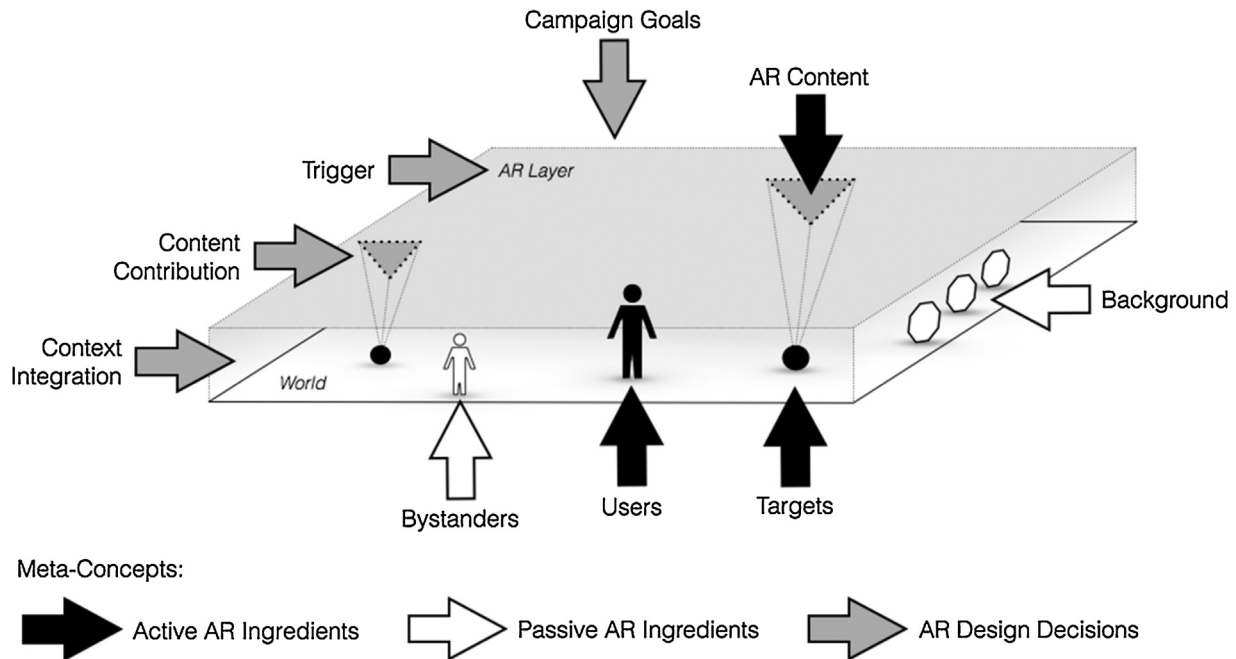 Campaign Goals
AR Content
Trigger
AR Layer
Content
Contribution
Background
Context
Integration
World
Bystanders
Users
Targets
Meta-Concepts:
Active AR Ingredients
Passive AR Ingredients
AR Design Decisions